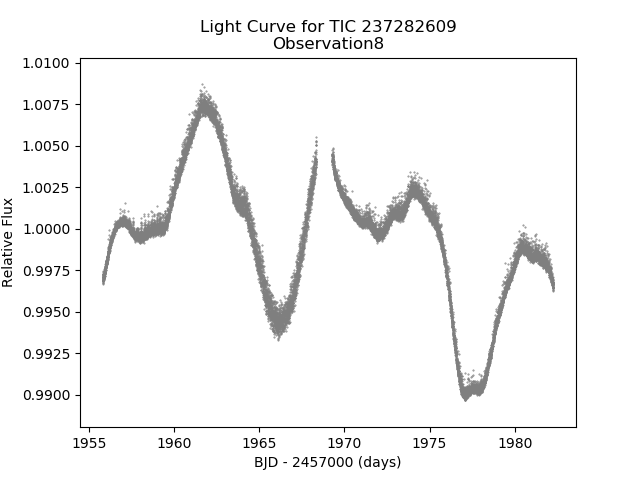 Light Curve for TIC 237282609
Observation8
1.0100
1.0075
1.0050
1.0025
1.0000
0.9975
0.9950
0.9925
0.9900
Relative Flux
1955 1960 1965 1970 1975 1980
BJD - 2457000 (days)